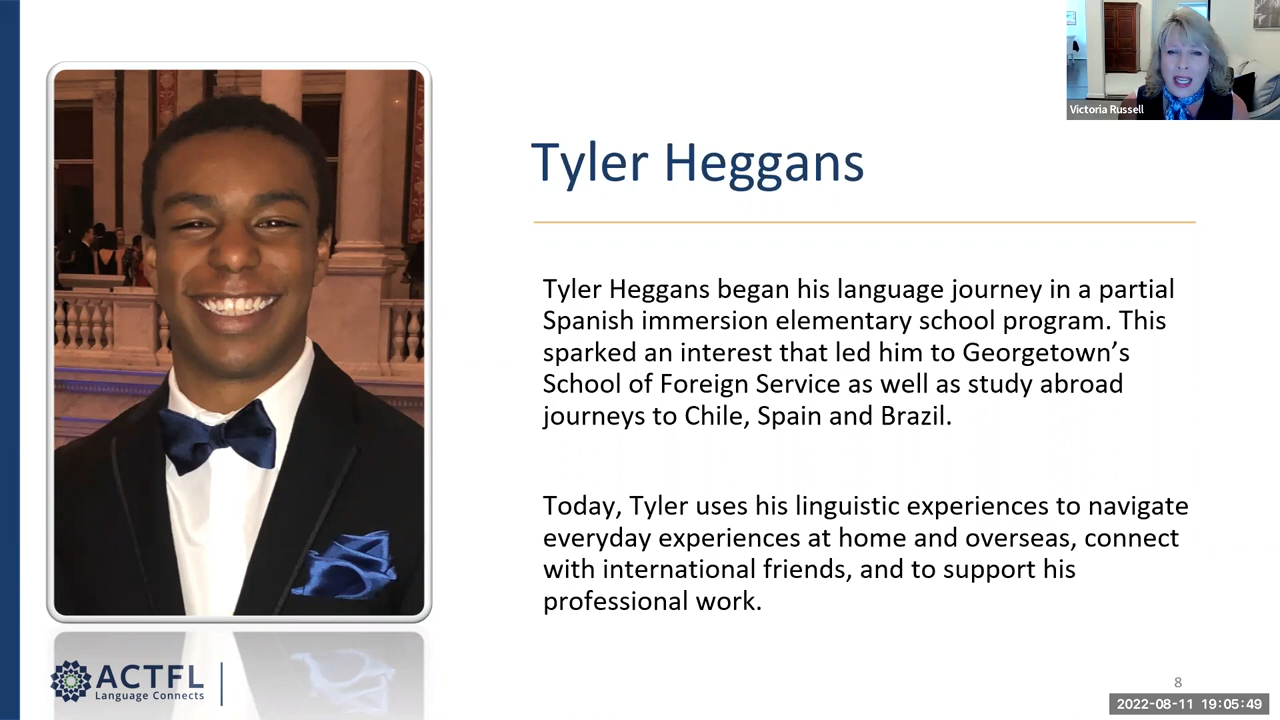 Victoria Russell
Tyler Heggans
Tyler Heggans began his language journey in a partial
Spanish immersion elementary school program. This
sparked an interest that led him to Georgetown’s
School of Foreign Service as well as study abroad
journeys to Chile, Spain and Brazil.
Today, Tyler uses his linguistic experiences to navigate
everyday experiences at home and overseas, connect
with international friends, and to support his
professional work.
ACTFL
Language Connects
8
2022-08-11 19:05:49